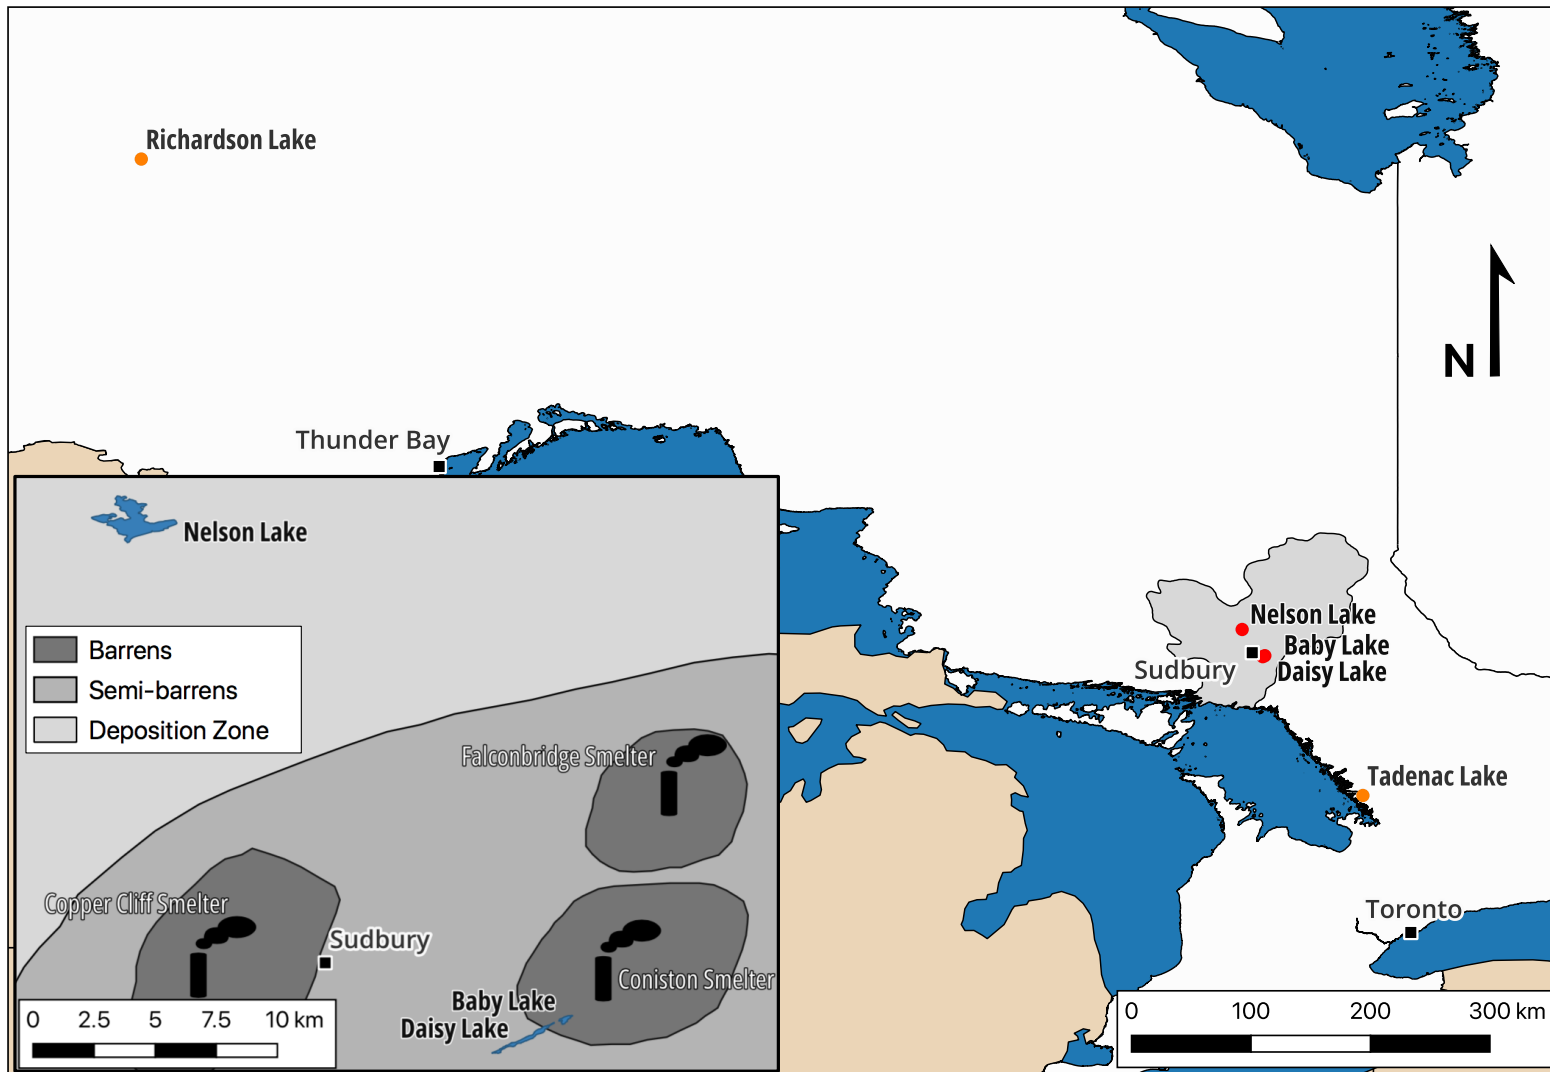 Richardson Lake
N
Thunder Bay
Nelson Lake
Baby Lake
Sudbury
Daisy Lake
Tadenac Lake
Toronto
0 100 200 300 km
Nelson Lake
Barrens
Semi-barrens
Deposition Zone
Falconbridge Smelter
Copper Cliff Smelter
Sudbury
Coniston Smelter
Baby Lake
Daisy Lake
0 2.5 5 7.5 10 km